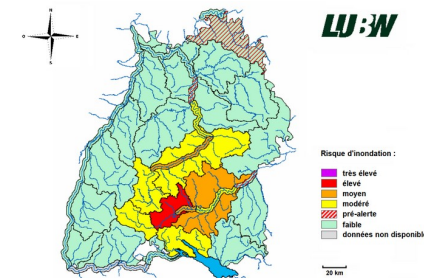 LUBW
N
O
E
S
Risque d'inondation :
très élevé
élevé
moyen
modéré
pré-alerte
faible
données non disponible
20 km